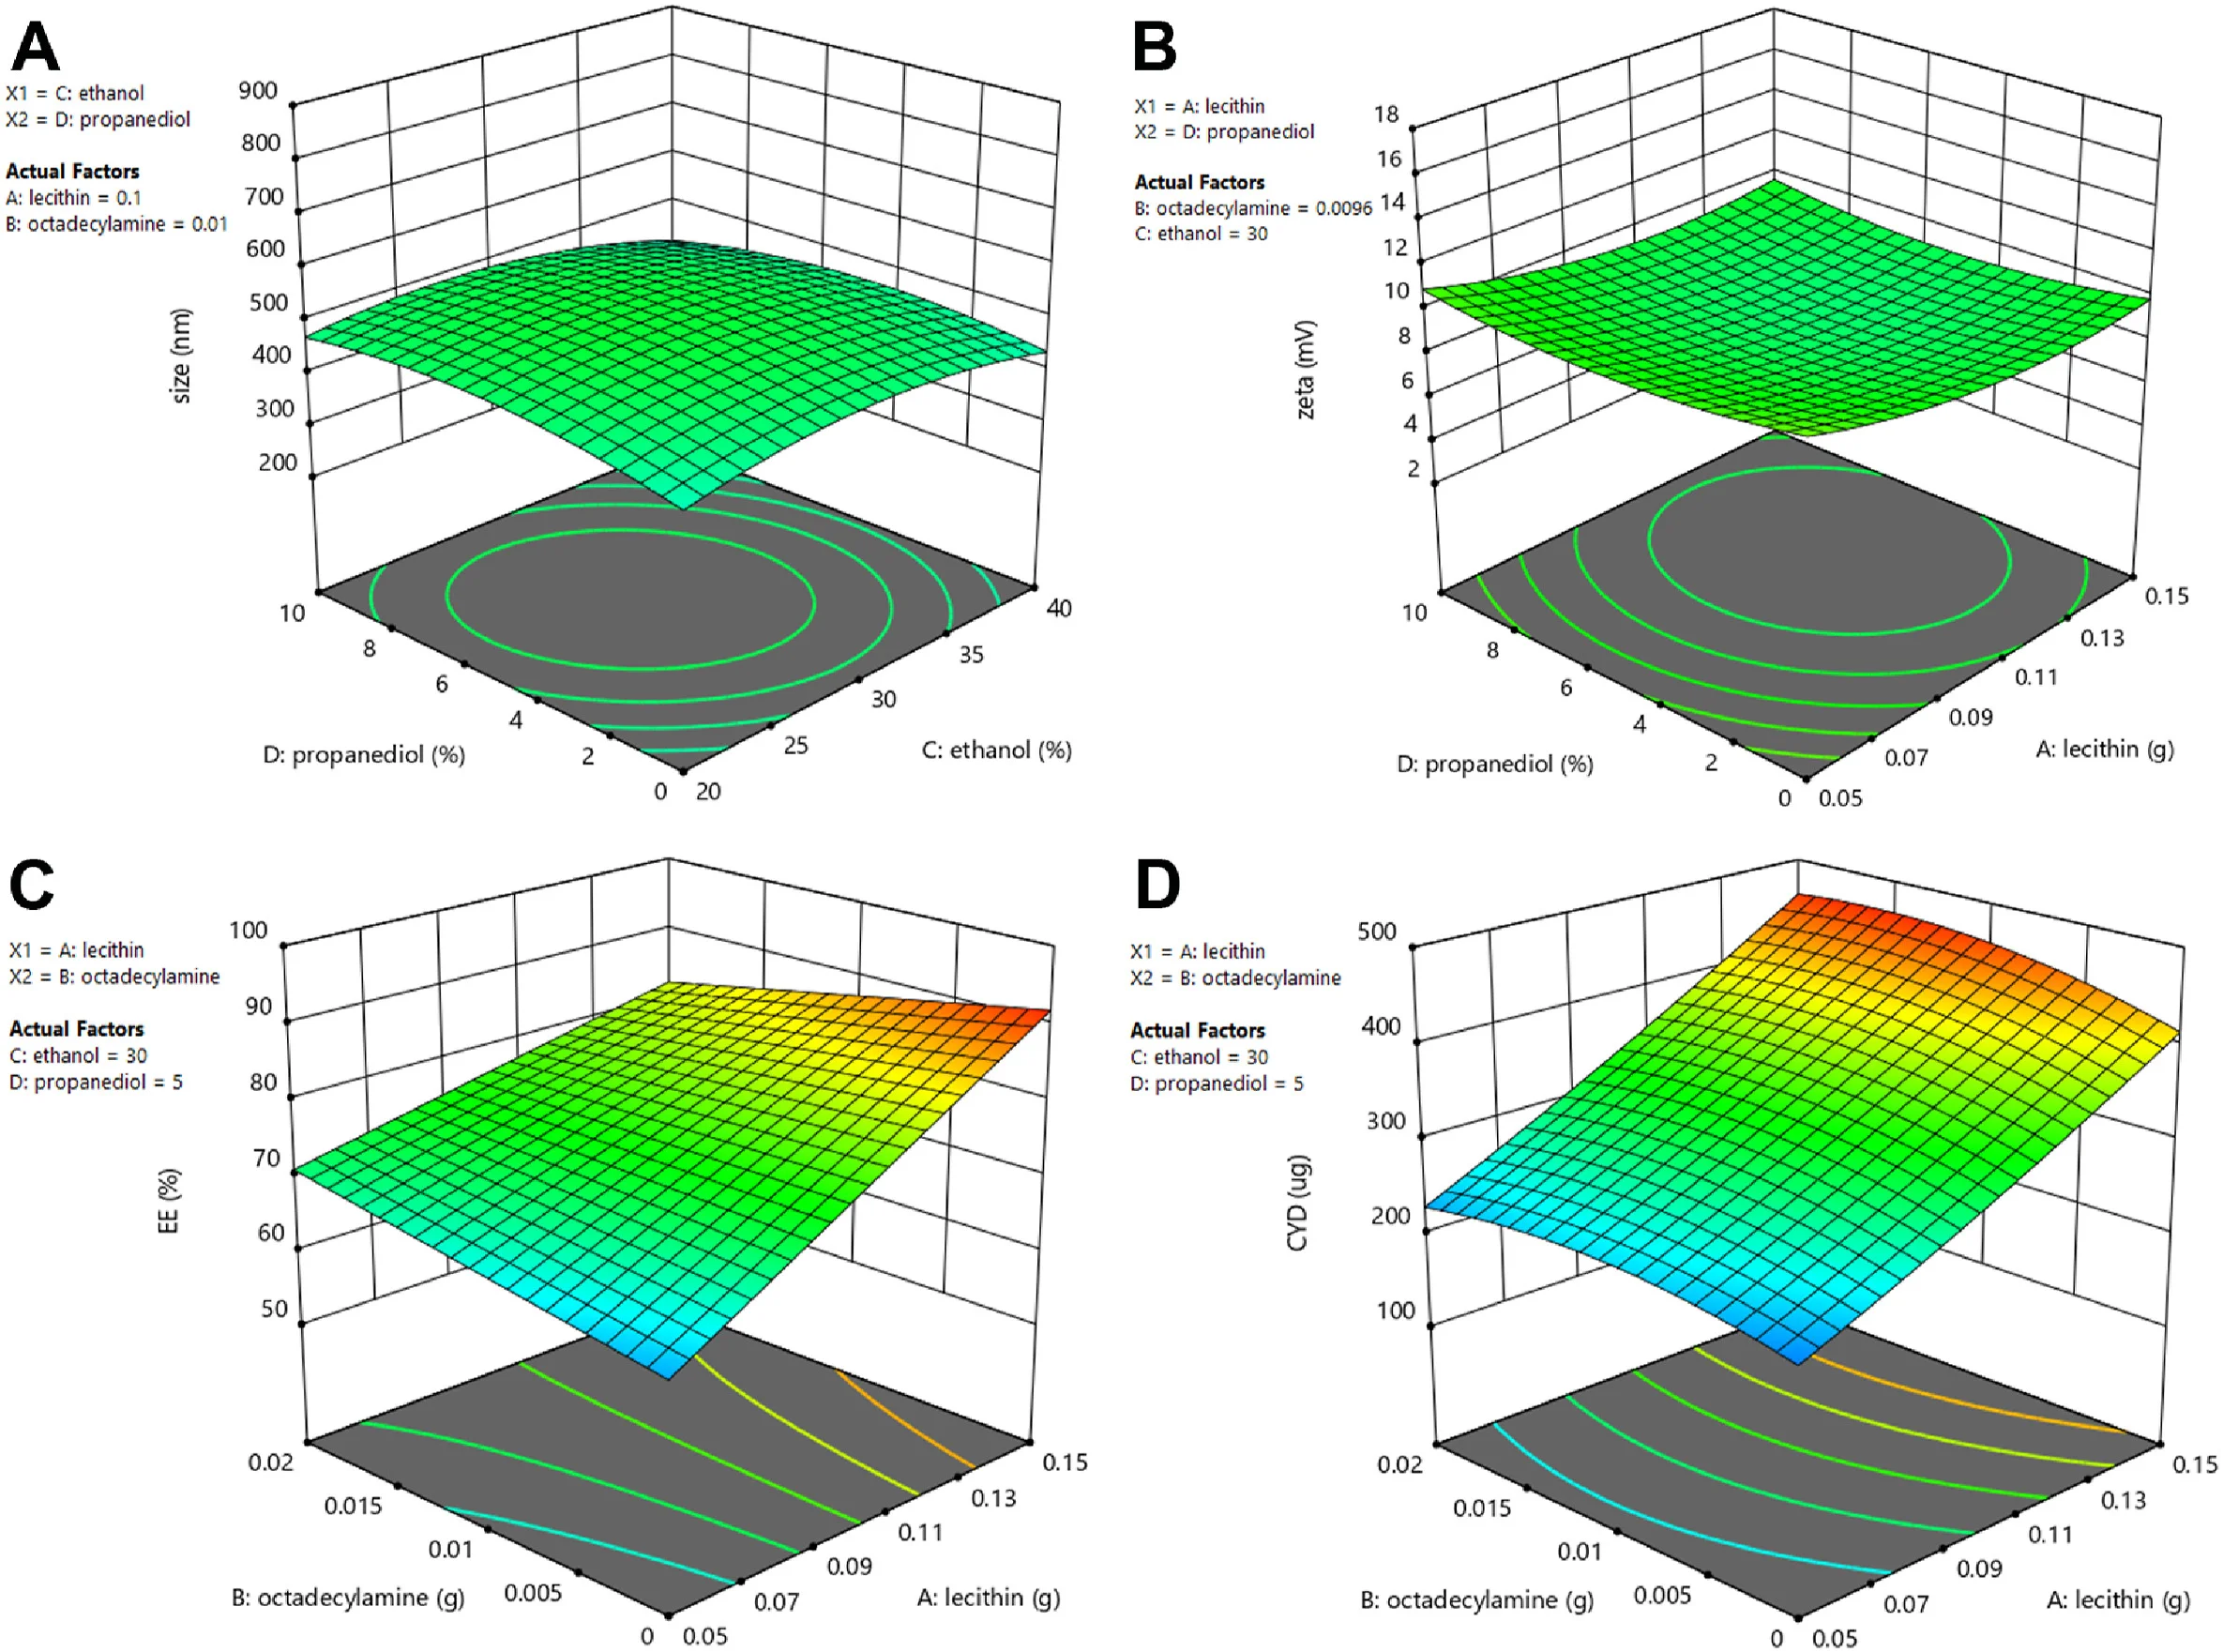 A
X1 = C: ethanol
X2 = D: propanediol
Actual Factors
A: lecithin = 0.1
B: octadecylamine = 0.01
900
800
700
600
500
400
300
200
size (nm)
10
8
6
4
2
0
20
25
30
35
40
D: propanediol (%)
C: ethanol (%)
B
X1 = A: lecithin
X2 = D: propanediol
Actual Factors
B: octadecylamine = 0.0096
C: ethanol = 30
18
16
14
12
10
8
6
4
2
zeta (mV)
10
8
6
4
2
0
0.05
0.07
0.09
0.11
0.13
0.15
D: propanediol (%)
A: lecithin (g)
C
X1 = A: lecithin
X2 = B: octadecylamine
Actual Factors
C: ethanol = 30
D: propanediol = 5
100
90
80
70
60
50
EE (%)
0.02
0.015
0.01
0.005
0
0.05
0.07
0.09
0.11
0.13
0.15
B: octadecylamine (g)
A: lecithin (g)
D
X1 = A: lecithin
X2 = B: octadecylamine
Actual Factors
C: ethanol = 30
D: propanediol = 5
500
400
300
200
100
CYD (ug)
0.02
0.015
0.01
0.005
0
0.05
0.07
0.09
0.11
0.13
0.15
B: octadecylamine (g)
A: lecithin (g)